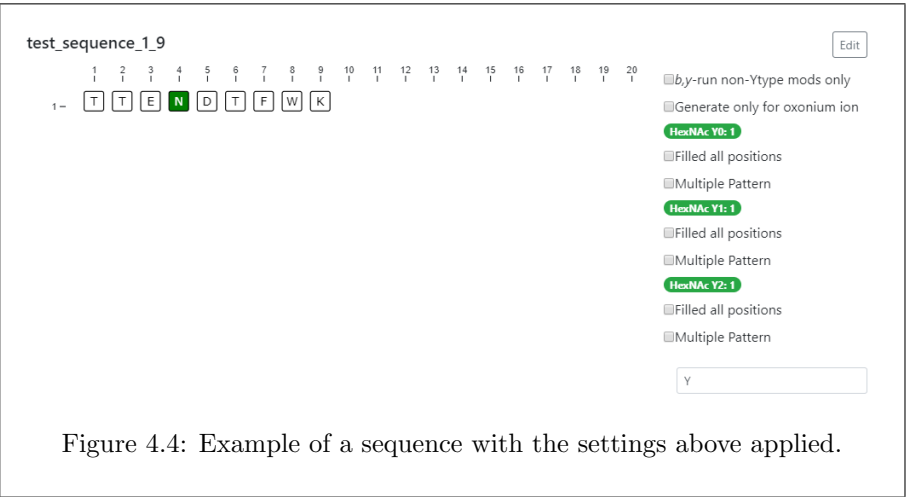 test_sequence_1_9
Edit
1 2 3 4 5 6 7 8 9 10 11 12 13 14 15 16 17 18 19 20
1 – T T E N D T F W K
b,y-run non-Ytype mods only
Generate only for oxonium ion
HexNAc Y0: 1
Filled all positions
Multiple Pattern
HexNAc Y1: 1
Filled all positions
Multiple Pattern
HexNAc Y2: 1
Filled all positions
Multiple Pattern
Y
Figure 4.4: Example of a sequence with the settings above applied.